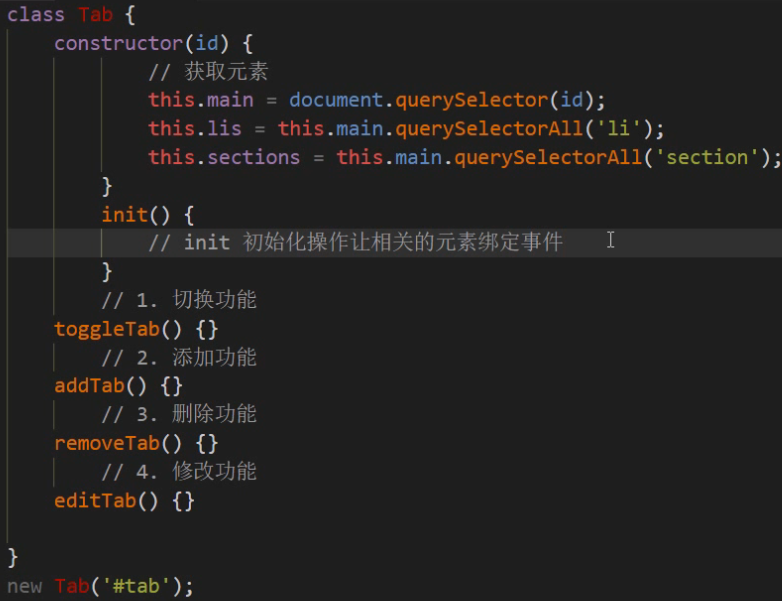 class Tab {
constructor(id) {
// 获取元素
this.main = document.querySelector(id);
this.lis = this.main.querySelectorAll('li');
this.sections = this.main.querySelectorAll('section');
}
init() {
// init 初始化操作让相关的元素绑定事件
}
// 1. 切换功能
toggleTab() {}
// 2. 添加功能
addTab() {}
// 3. 删除功能
removeTab() {}
// 4. 修改功能
editTab() {}
}
new Tab('#tab');